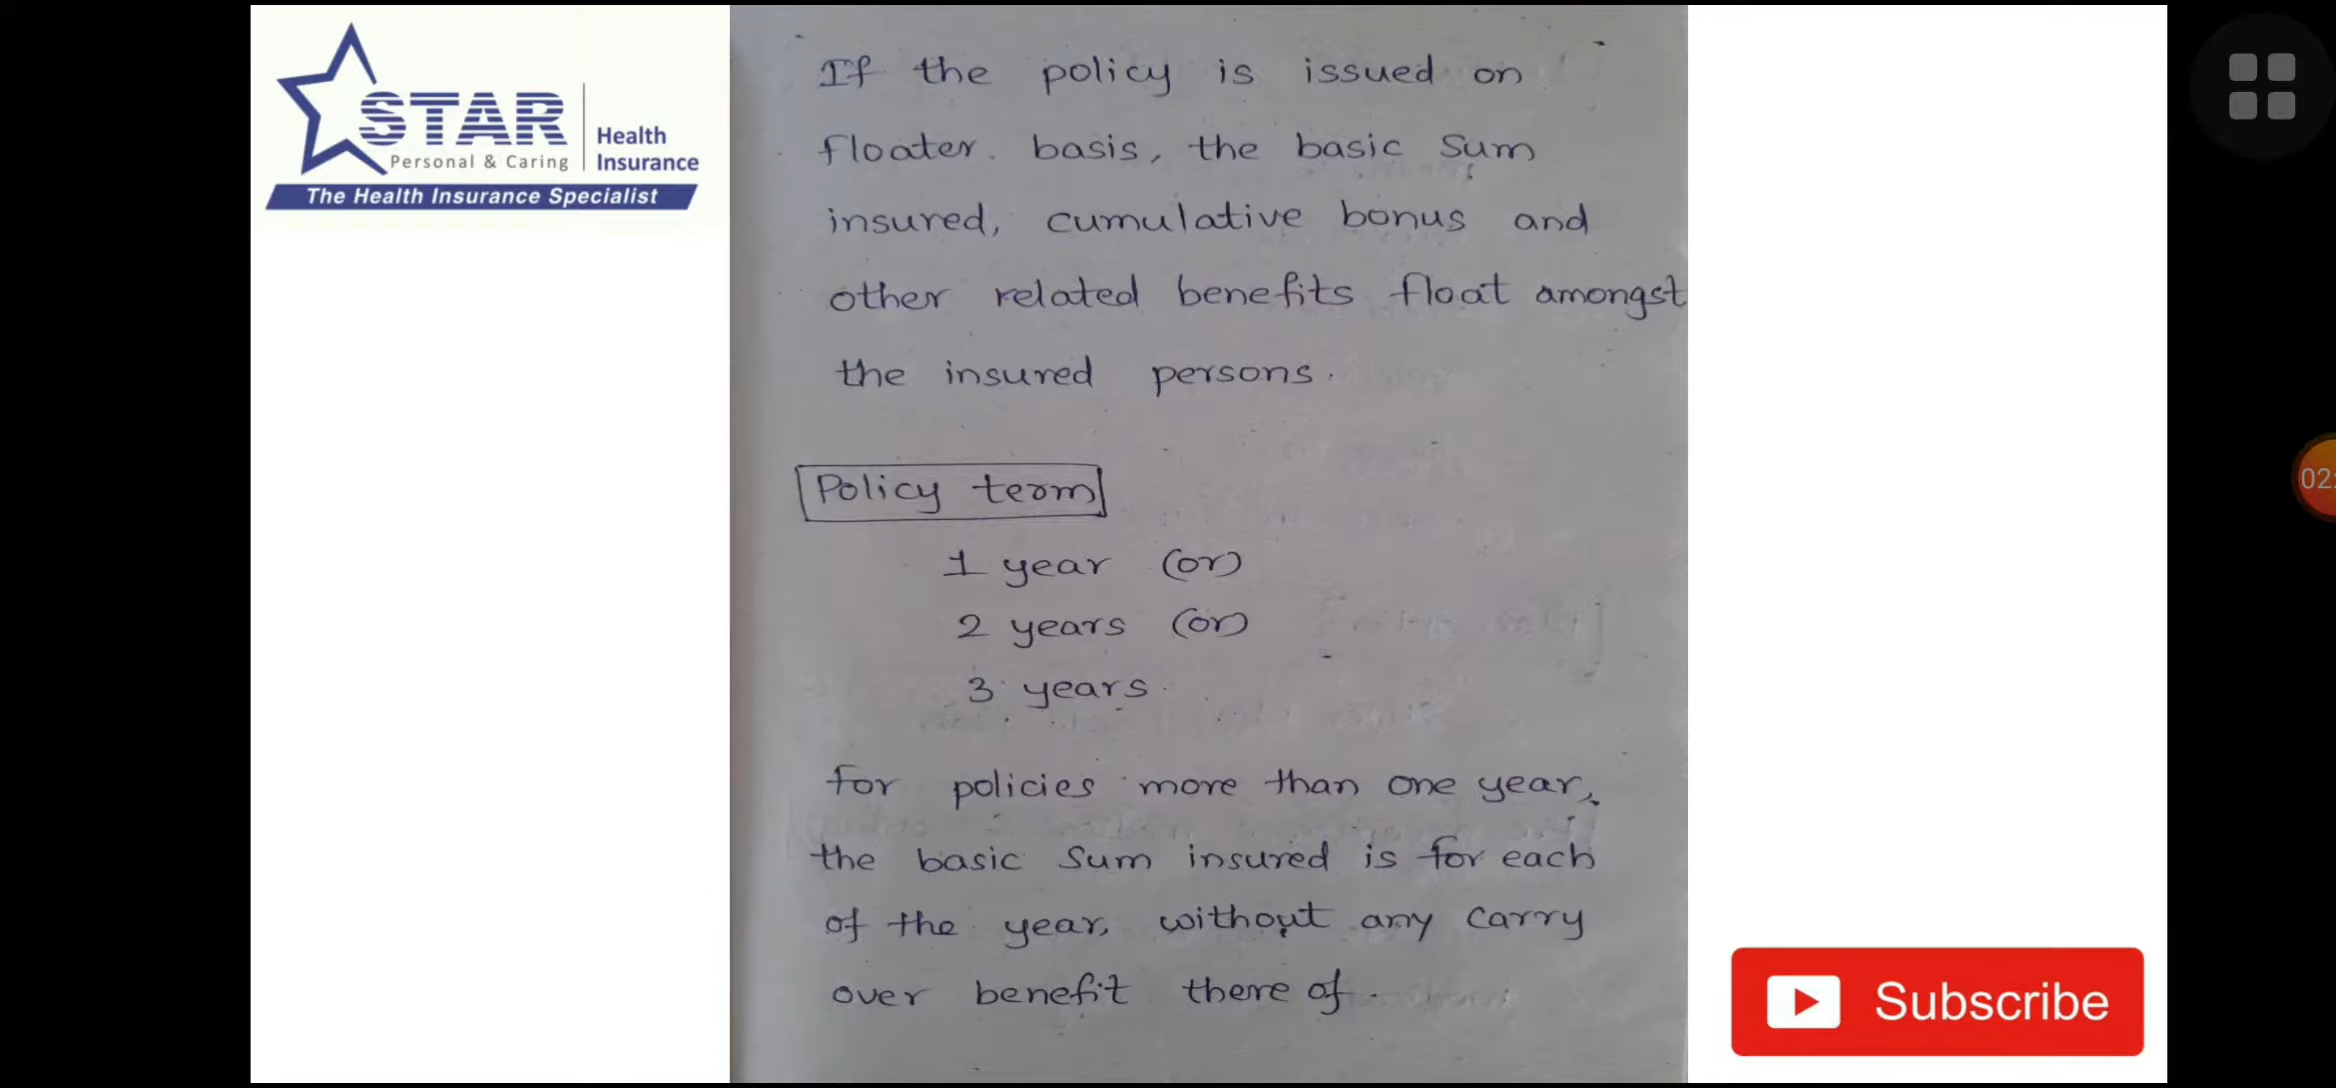 STAR
Personal & Caring
Health
Insurance
The Health Insurance Specialist
If the policy is issued on
floater basis, the basic sum
insured, cumulative bonus and
other related benefits float amongst
the insured persons.
Policy term
1 year (or)
2 years (or)
3 years
For policies more than one year,
the basic sum insured is for each
of the year, without any carry
over benefit there of.
Subscribe
02: